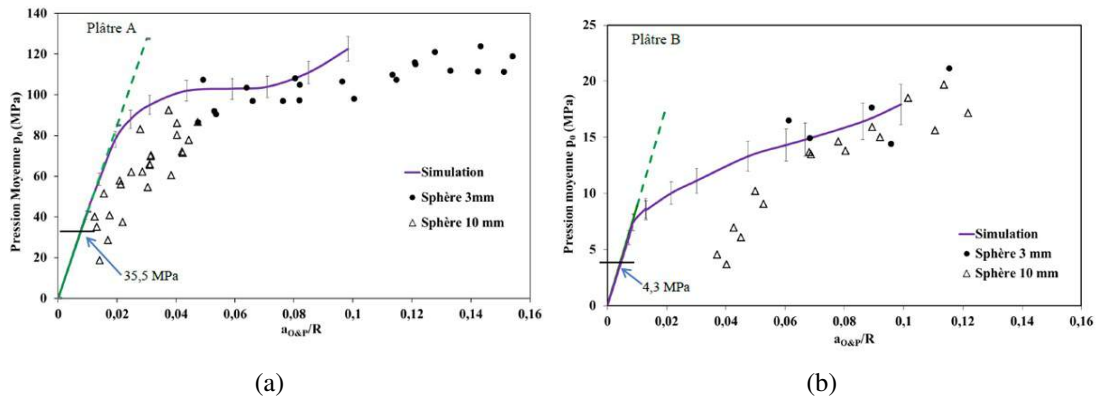 Plâtre A
Pression Moyenne p₀ (MPa)
140
120
100
80
60
40
20
0
Simulation
Sphère 3mm
Sphère 10 mm
35,5 MPa
0 0,02 0,04 0,06 0,08 0,1 0,12 0,14 0,16
a_O&P/R
(a)
Plâtre B
Pression moyenne p₀ (MPa)
25
20
15
10
5
0
Simulation
Sphère 3 mm
Sphère 10 mm
4,3 MPa
0 0,02 0,04 0,06 0,08 0,1 0,12 0,14 0,16
a_O&P/R
(b)